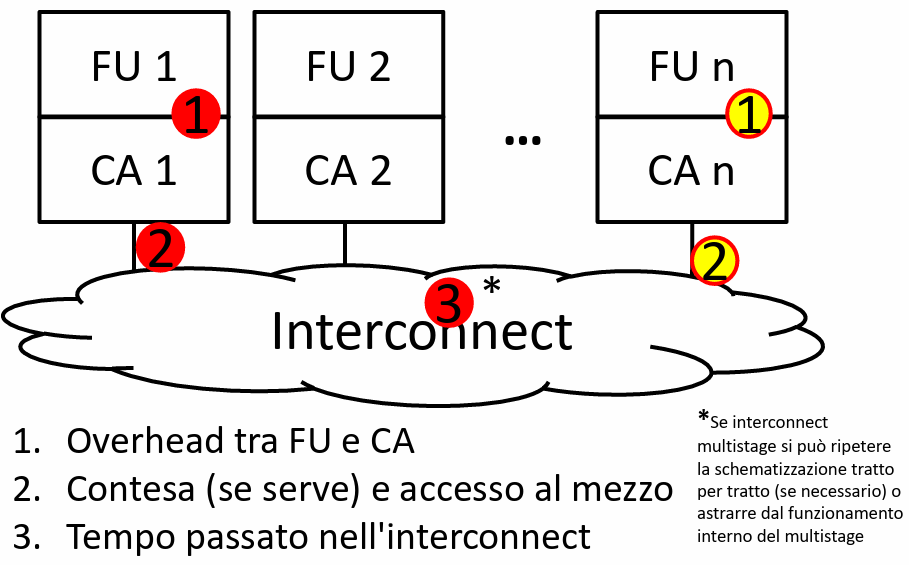 FU 1
FU 2
FU n
1
1
...
CA 1
CA 2
CA n
2
2
3
*
Interconnect
1. Overhead tra FU e CA
2. Contesa (se serve) e accesso al mezzo
3. Tempo passato nell'interconnect
*Se interconnect
multistage si può ripetere
la schematizzazione tratto
per tratto (se necessario) o
astrarre dal funzionamento
interno del multistage